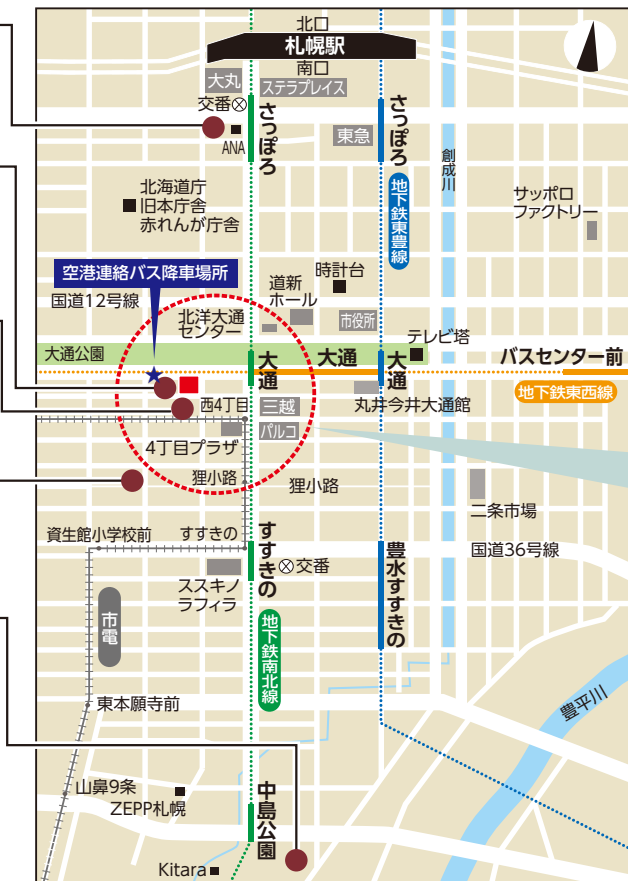 北口
札幌駅
南口
大丸
ステラプレイス
交番
さっぽろ
さっぽろ
東急
ANA
創成川
地下鉄東豊線
北海道庁
旧本庁舎
赤れんが庁舎
サッポロ
ファクトリー
空港連絡バス降車場所
時計台
道新
ホール
国道12号線
北洋大通
センター
市役所
テレビ塔
大通公園
大通
大通
大通
バスセンター前
地下鉄東西線
西4丁目
三越
丸井今井大通館
パルコ
4丁目プラザ
狸小路
狸小路
二条市場
資生館小学校前
すすきの
すすきの
交番
国道36号線
豊水すすきの
ススキノ
ラフィラ
市電
地下鉄南北線
東本願寺前
豊平川
山鼻9条
ZEPP札幌
中島公園
Kitara